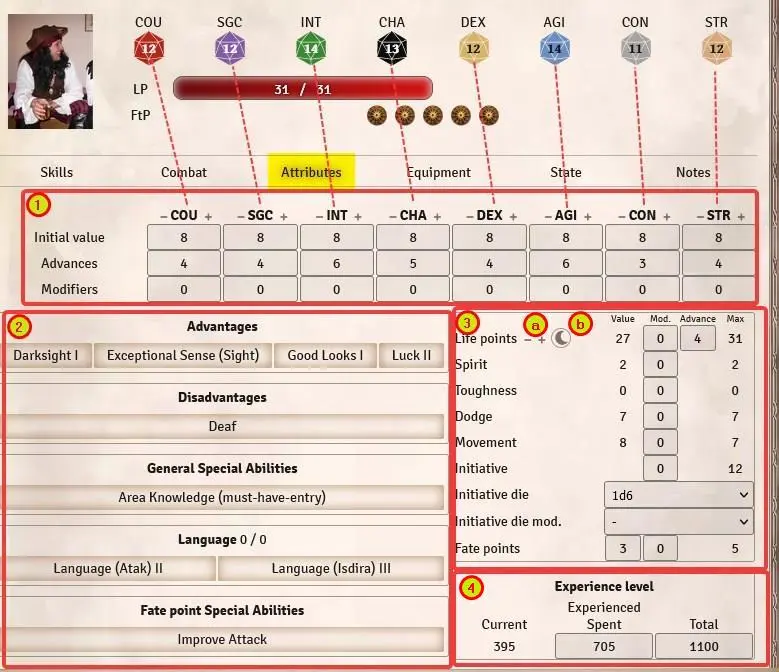 COU SGC INT CHA DEX AGI CON STR
12 12 14 13 12 14 11 12
LP 31 / 31
FtP
Skills Combat Attributes Equipment State Notes
1
− COU + − SGC + − INT + − CHA + − DEX + − AGI + − CON + − STR +
Initial value 8 8 8 8 8 8 8 8
Advances 4 4 6 5 4 6 3 4
Modifiers 0 0 0 0 0 0 0 0
2
Advantages
Darksight I Exceptional Sense (Sight) Good Looks I Luck II
Disadvantages
Deaf
General Special Abilities
Area Knowledge (must-have-entry)
Language 0 / 0
Language (Atak) II Language (Isdira) III
Fate point Special Abilities
Improve Attack
3 a b
Value Mod. Advance Max
Life points − + 27 0 4 31
Spirit 2 0 2
Toughness 0 0 0
Dodge 7 0 7
Movement 8 0 7
Initiative 0 12
Initiative die 1d6
Initiative die mod. -
Fate points 3 0 5
4
Experience level
Experienced
Current Spent Total
395 705 1100